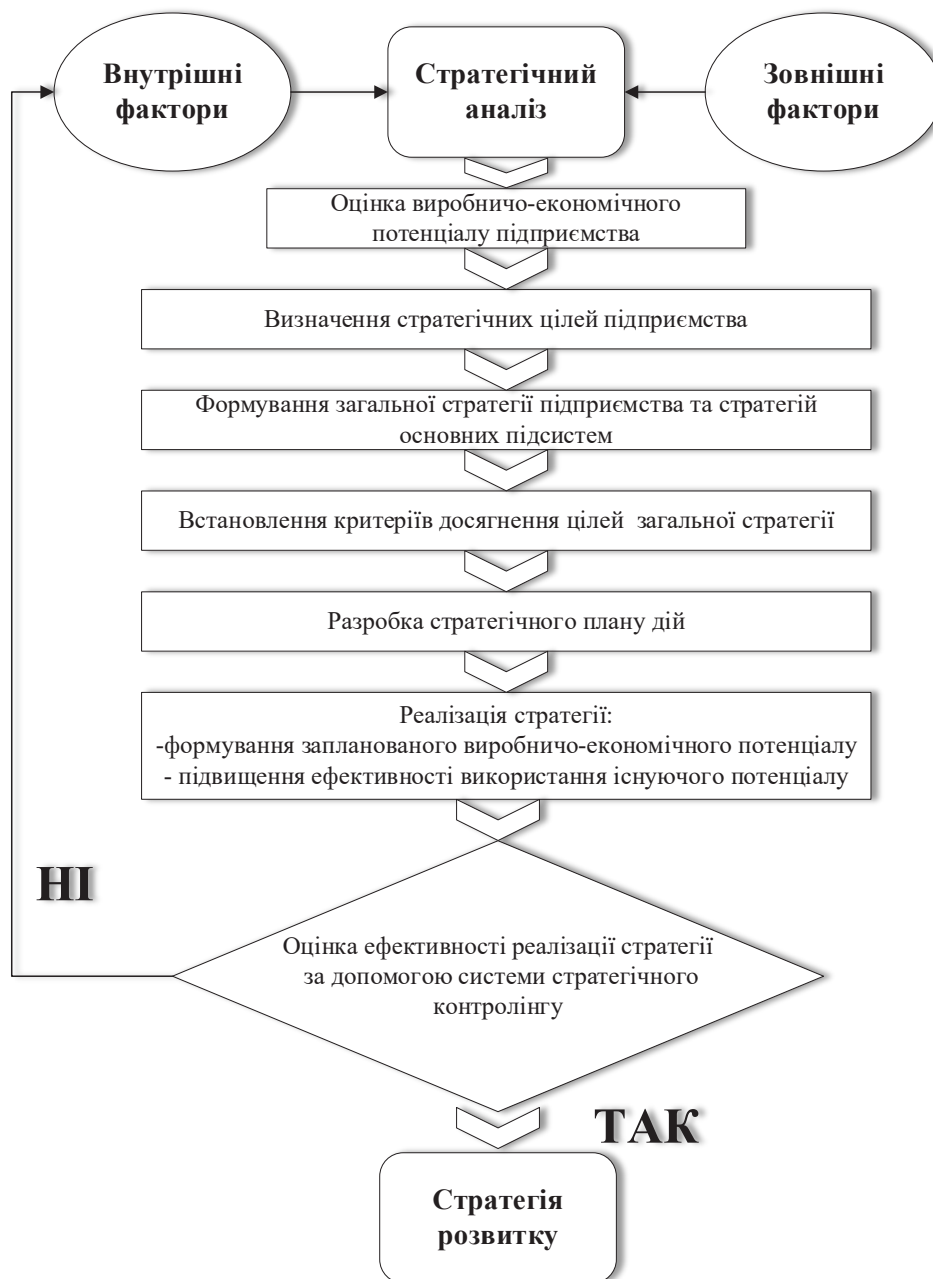 Внутрішні
фактори
Стратегічний
аналіз
Зовнішні
фактори
Оцінка виробничо-економічного
потенціалу підприємства
Визначення стратегічних цілей підприємства
Формування загальної стратегії підприємства та стратегій
основних підсистем
Встановлення критеріїв досягнення цілей загальної стратегії
Разробка стратегічного плану дій
Реалізація стратегії:
-формування запланованого виробничо-економічного потенціалу
- підвищення ефективності використання існуючого потенціалу
НІ
Оцінка ефективності реалізації стратегії
за допомогою системи стратегічного
контролінгу
ТАК
Стратегія
розвитку